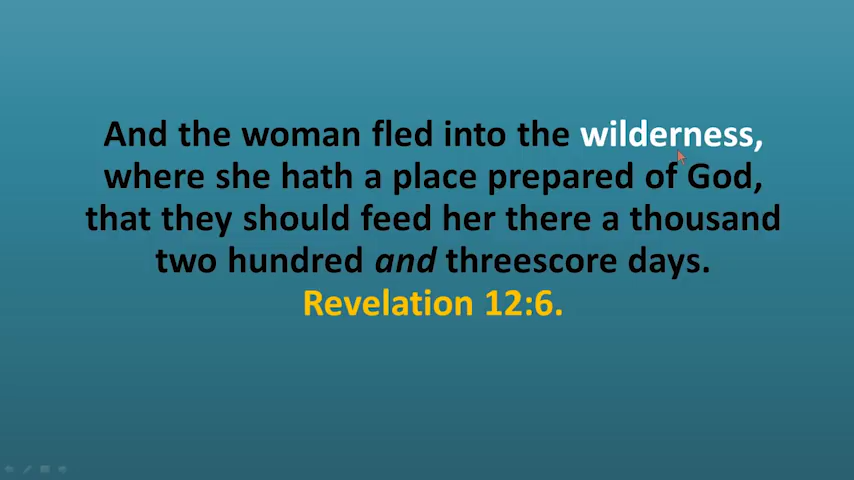 And the woman fled into the wilderness,
where she hath a place prepared of God,
that they should feed her there a thousand
two hundred and threescore days.
Revelation 12:6.